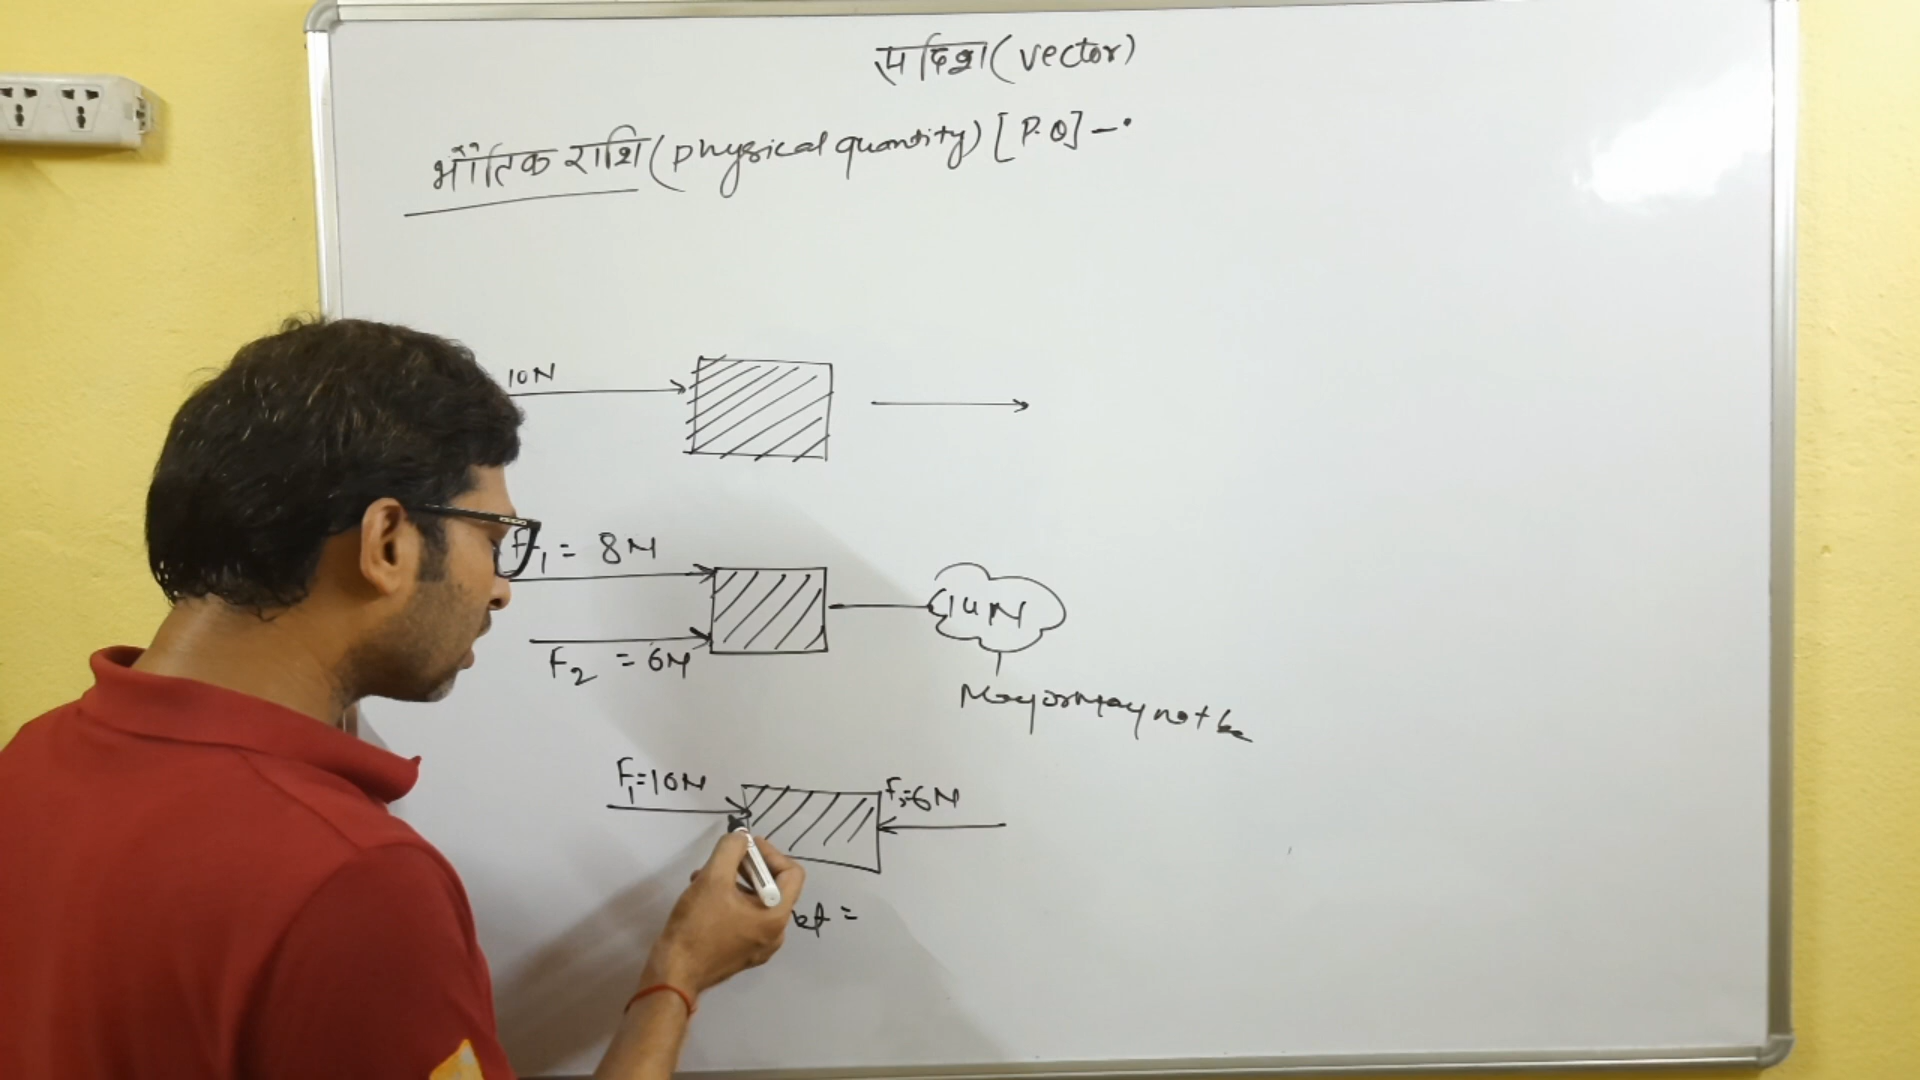 सदिश (vector)
भौतिक राशि (physical quantity) [P.Q] -
10N
F₁ = 8N
F₂ = 6N
14N
May or May not be
F₁=10N
F₂=6N
et =